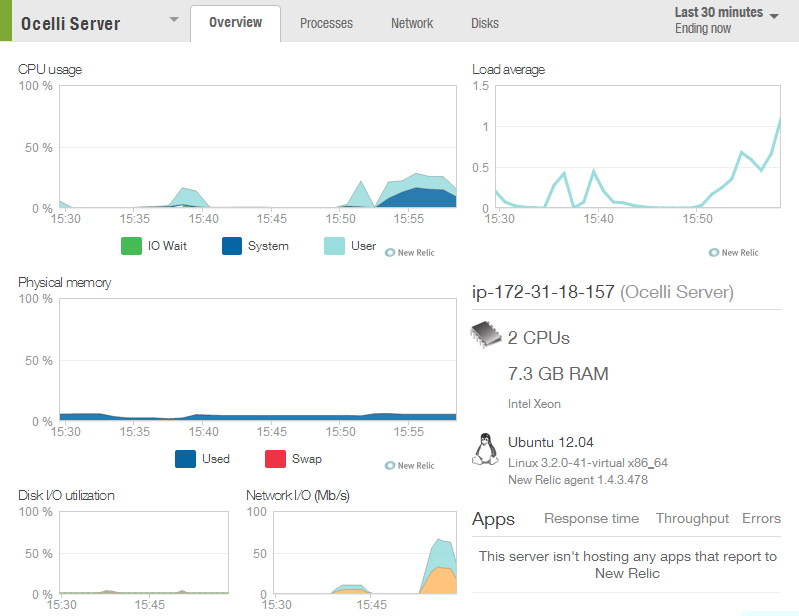 Ocelli Server
Overview
Processes
Network
Disks
Last 30 minutes
Ending now
CPU usage
100 %
50 %
0 %
15:30 15:35 15:40 15:45 15:50 15:55
IO Wait System User New Relic
Load average
1.5
1
0.5
0
15:30 15:40 15:50
New Relic
Physical memory
100 %
50 %
0 %
15:30 15:35 15:40 15:45 15:50 15:55
Used Swap New Relic
ip-172-31-18-157 (Ocelli Server)
2 CPUs
7.3 GB RAM
Intel Xeon
Ubuntu 12.04
Linux 3.2.0-41-virtual x86_64
New Relic agent 1.4.3.478
Disk I/O utilization
100 %
50 %
0 %
15:30 15:45
Network I/O (Mb/s)
100
50
0
15:30 15:45
Apps Response time Throughput Errors
This server isn't hosting any apps that report to
New Relic